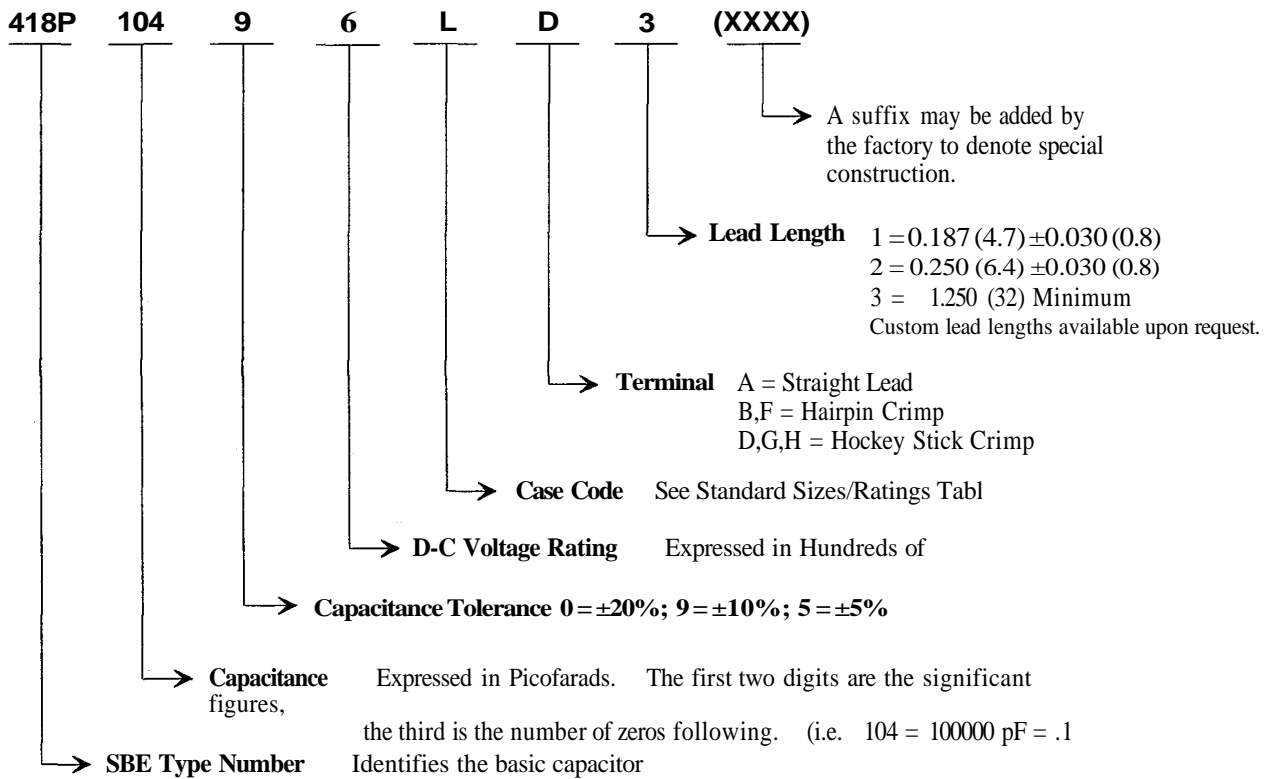 418P 104 9 6 L D 3 (XXXX)
A suffix may be added by
the factory to denote special
construction.
Lead Length 1 = 0.187 (4.7) ±0.030 (0.8)
2 = 0.250 (6.4) ±0.030 (0.8)
3 = 1.250 (32) Minimum
Custom lead lengths available upon request.
Terminal A = Straight Lead
B,F = Hairpin Crimp
D,G,H = Hockey Stick Crimp
Case Code See Standard Sizes/Ratings Tabl
D-C Voltage Rating Expressed in Hundreds of
Capacitance Tolerance 0 = ±20%; 9 = ±10%; 5 = ±5%
Capacitance Expressed in Picofarads. The first two digits are the significant
figures,
the third is the number of zeros following. (i.e. 104 = 100000 pF = .1
SBE Type Number Identifies the basic capacitor